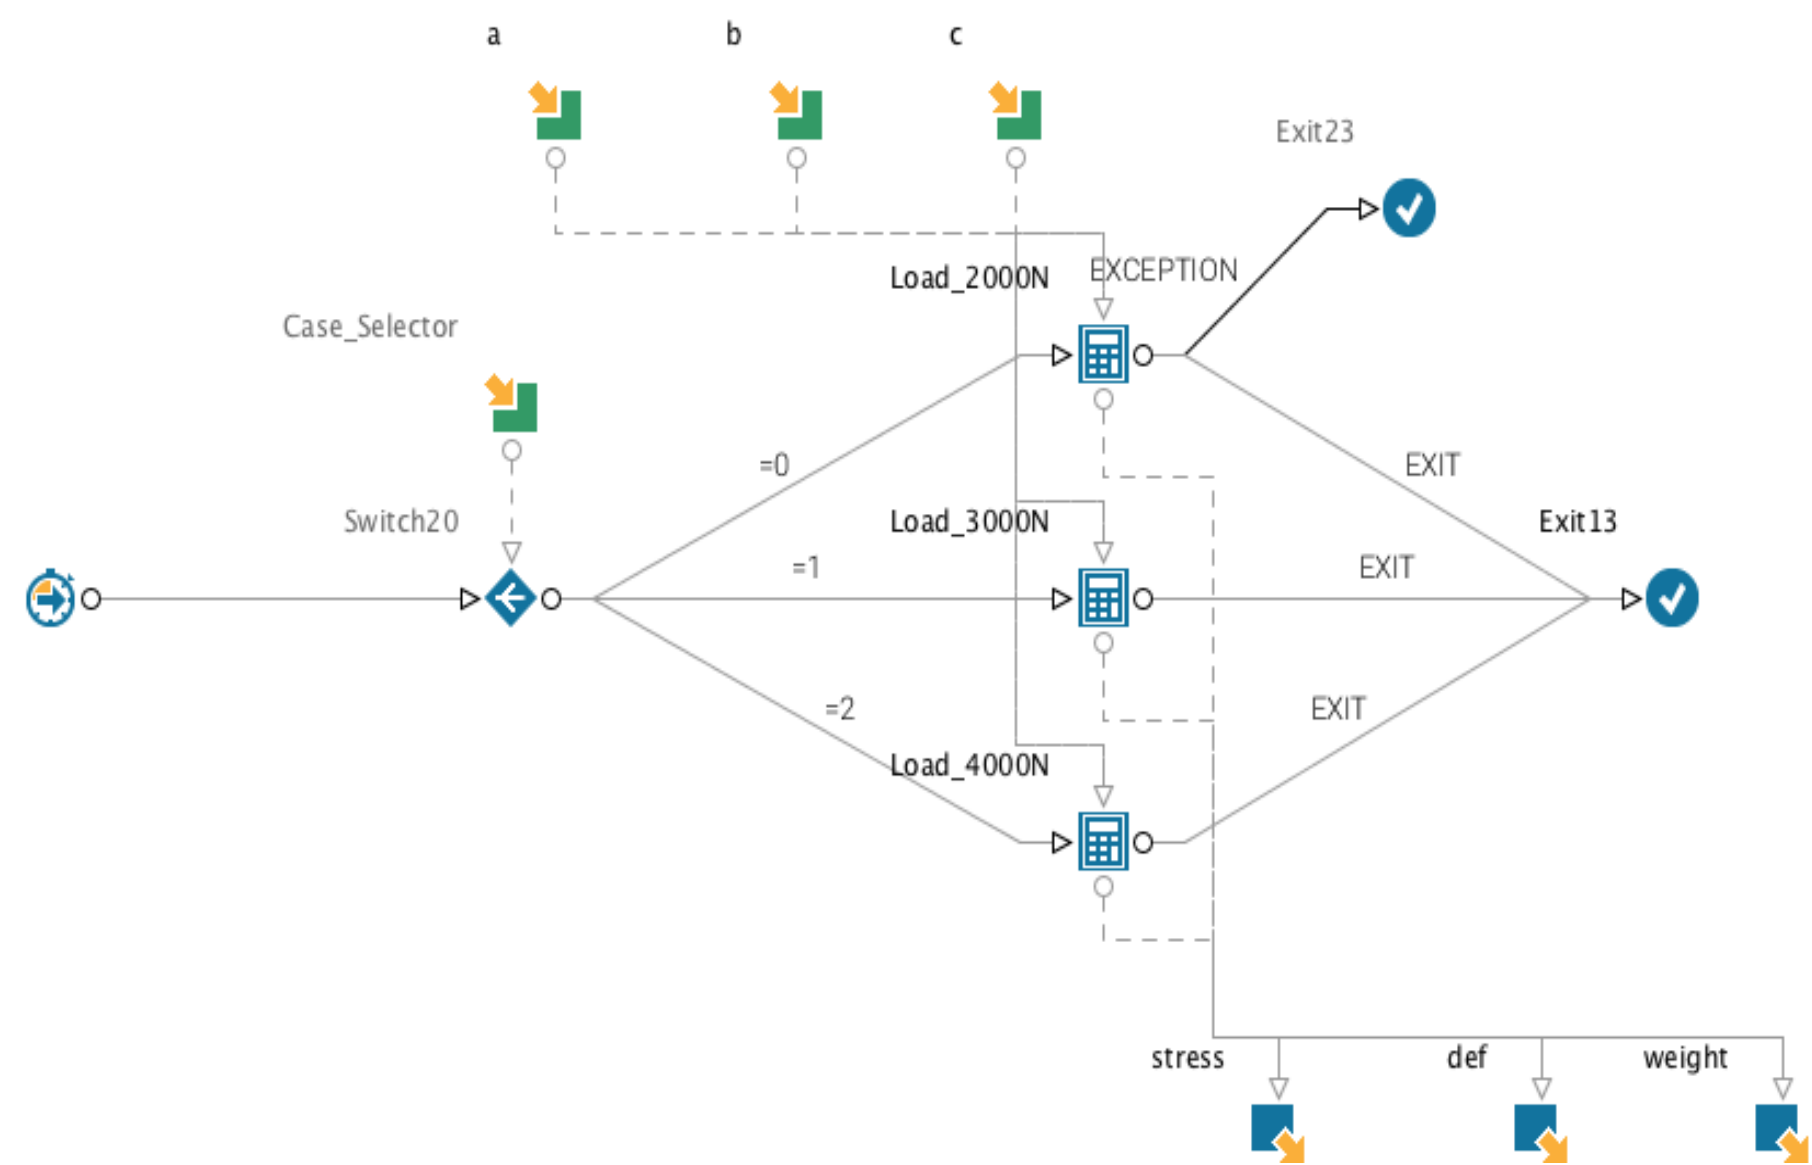 a
b
c
Exit23
Load_2000N
EXCEPTION
Case_Selector
=0
EXIT
Switch20
Load_3000N
Exit13
=1
EXIT
=2
EXIT
Load_4000N
stress
def
weight